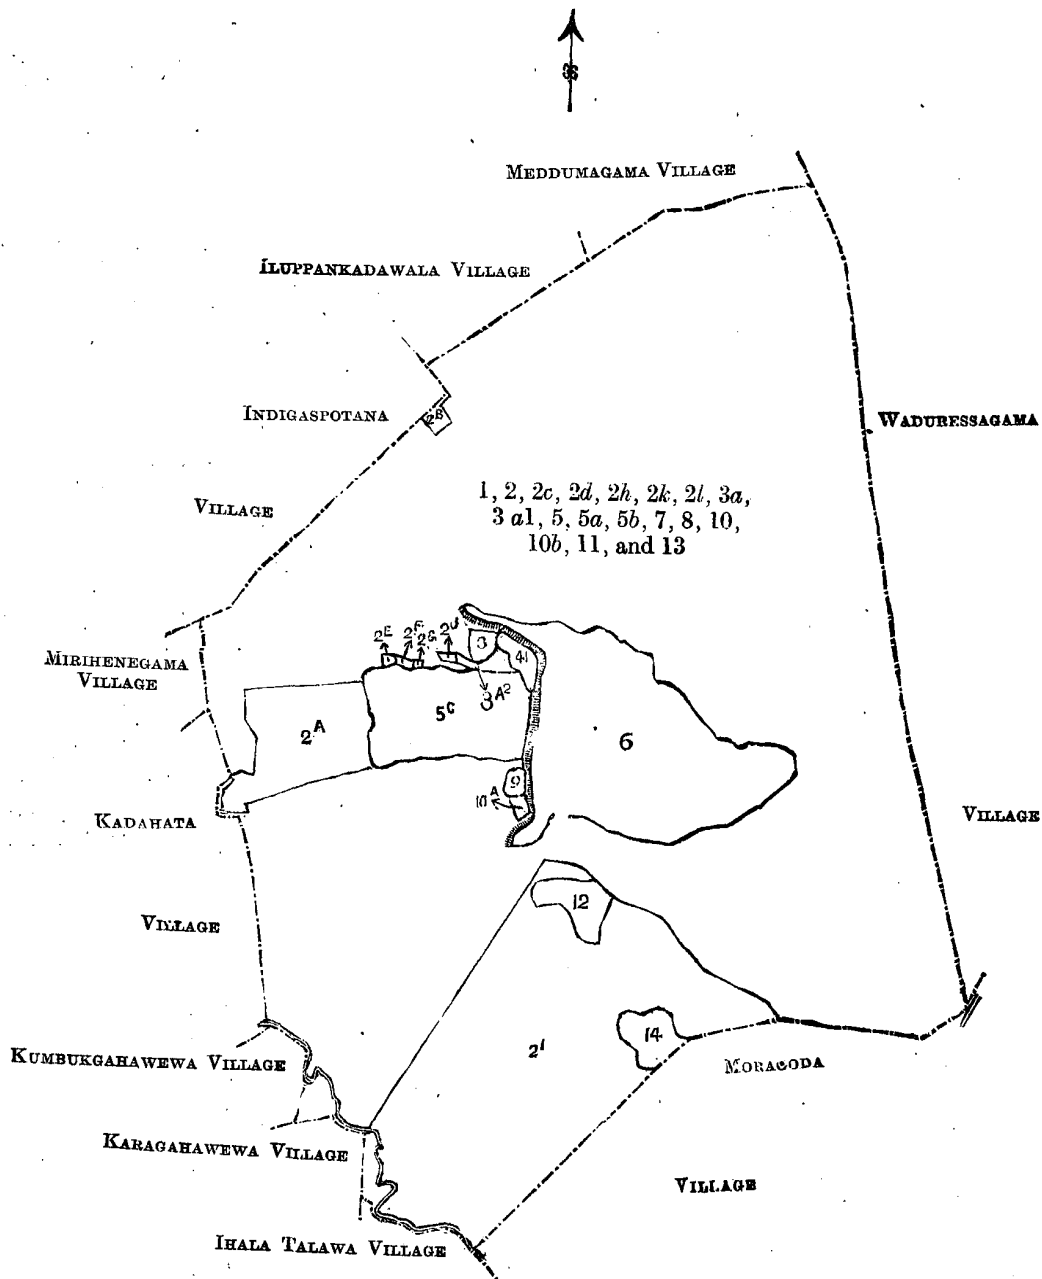 MEDDUMAGAMA VILLAGE
ILUPPANKADAWALA VILLAGE
INDIGASPOTANA
2B
WADURESSAGAMA
1, 2, 2c, 2d, 2h, 2k, 2l, 3a,
3 a1, 5, 5a, 5b, 7, 8, 10,
10b, 11, and 13
VILLAGE
2E
2F
2G
2J
3
41
MIRIHENEGAMA
VILLAGE
3A2
5C
2A
6
9
10A
KADAHATA
VILLAGE
12
VILLAGE
14
21
KUMBUKGAHAWEWA VILLAGE
MORAGODA
KARAGAHAWEWA VILLAGE
VILLAGE
IHALA TALAWA VILLAGE